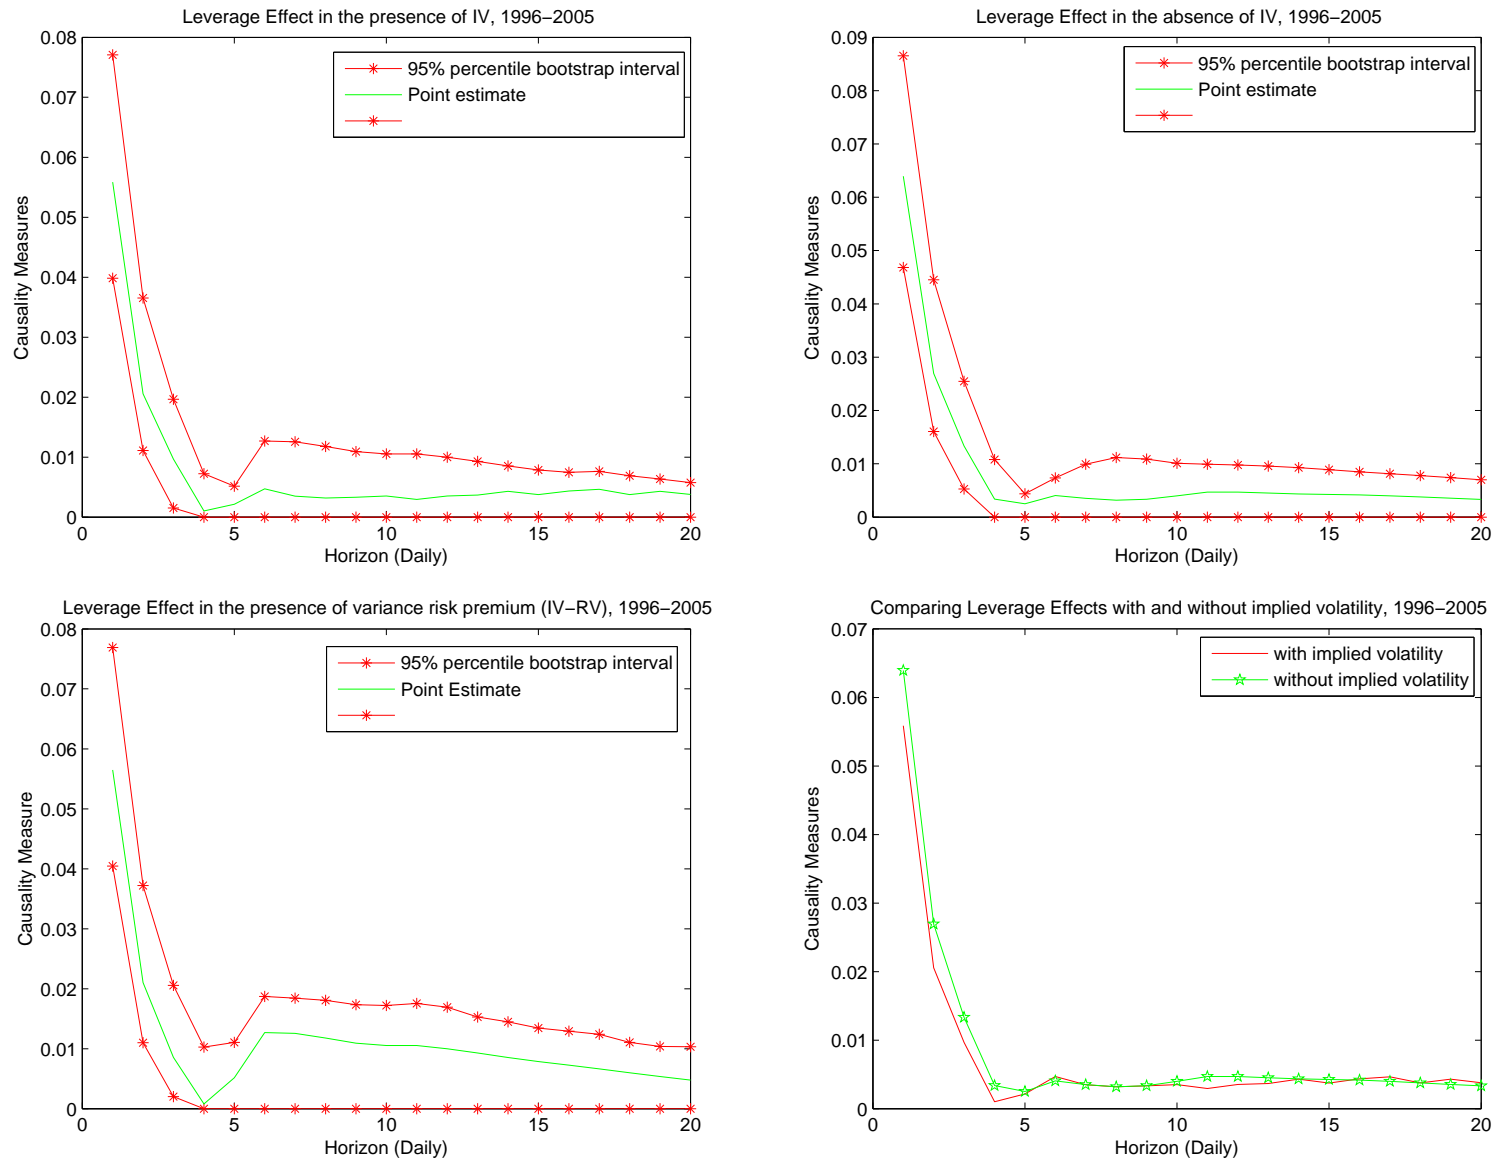 Leverage Effect in the presence of IV, 1996−2005
0.08
0.07
0.06
0.05
0.04
0.03
0.02
0.01
0
Causality Measures
95% percentile bootstrap interval
Point estimate
0
5
10
15
20
Horizon (Daily)
Leverage Effect in the absence of IV, 1996−2005
0.09
0.08
0.07
0.06
0.05
0.04
0.03
0.02
0.01
0
Causality Measures
95% percentile bootstrap interval
Point estimate
0
5
10
15
20
Horizon (Daily)
Leverage Effect in the presence of variance risk premium (IV−RV), 1996−2005
0.08
0.07
0.06
0.05
0.04
0.03
0.02
0.01
0
Causality Measure
95% percentile bootstrap interval
Point Estimate
0
5
10
15
20
Horizon (Daily)
Comparing Leverage Effects with and without implied volatility, 1996−2005
0.07
0.06
0.05
0.04
0.03
0.02
0.01
0
Causality Measures
with implied volatility
without implied volatility
0
5
10
15
20
Horizon (Daily)